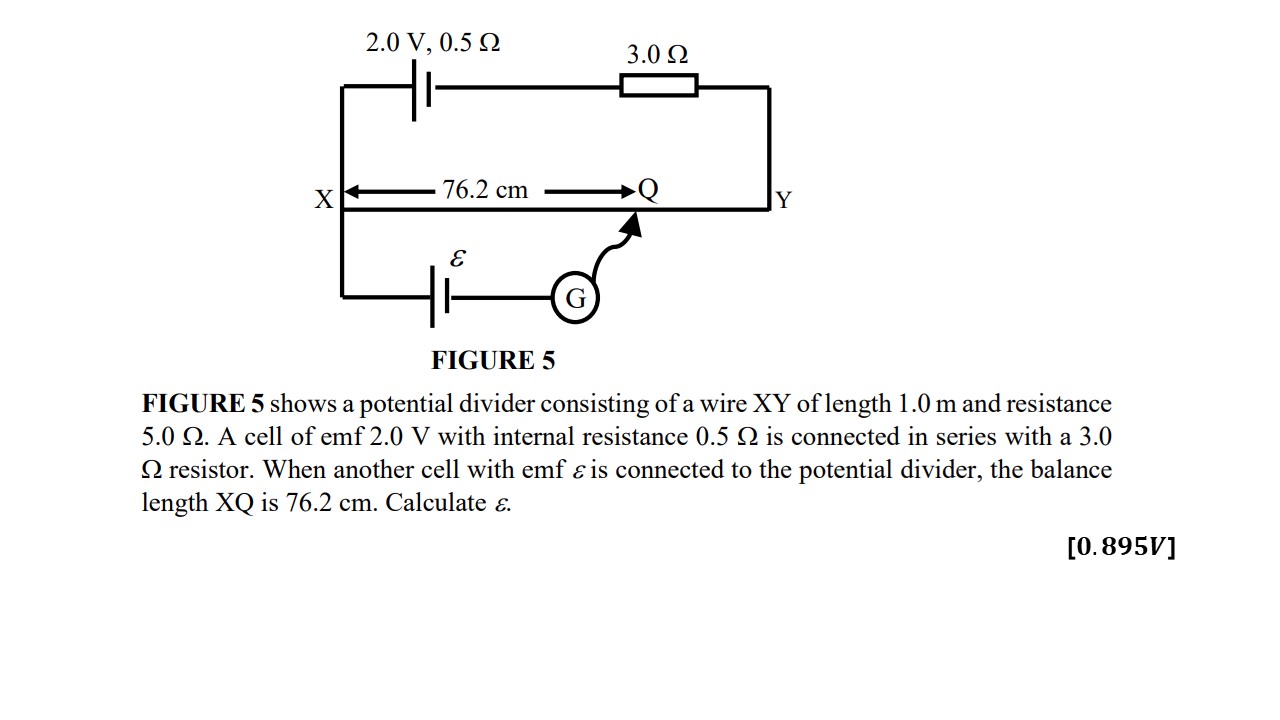 2.0 V, 0.5 Ω
3.0 Ω
X
76.2 cm
Q
Y
ε
G
FIGURE 5
FIGURE 5 shows a potential divider consisting of a wire XY of length 1.0 m and resistance
5.0 Ω. A cell of emf 2.0 V with internal resistance 0.5 Ω is connected in series with a 3.0
Ω resistor. When another cell with emf ε is connected to the potential divider, the balance
length XQ is 76.2 cm. Calculate ε.
[0.895V]